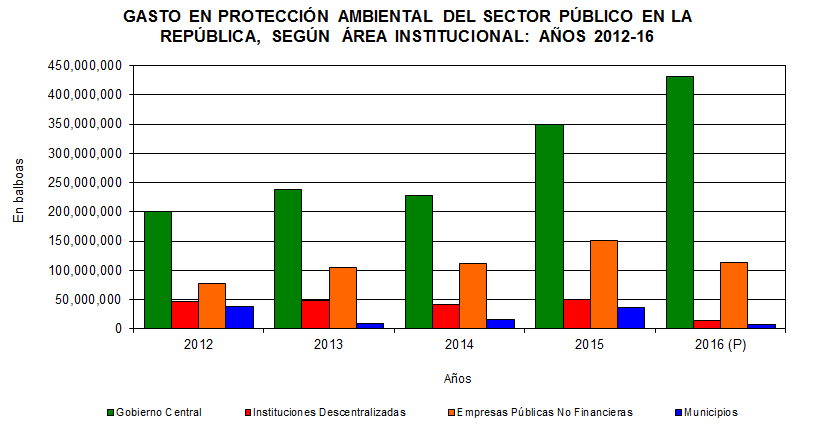 GASTO EN PROTECCIÓN AMBIENTAL DEL SECTOR PÚBLICO EN LA
REPÚBLICA, SEGÚN ÁREA INSTITUCIONAL: AÑOS 2012-16
En balboas
450,000,000
400,000,000
350,000,000
300,000,000
250,000,000
200,000,000
150,000,000
100,000,000
50,000,000
0
2012 2013 2014 2015 2016 (P)
Años
Gobierno Central Instituciones Descentralizadas Empresas Públicas No Financieras Municipios